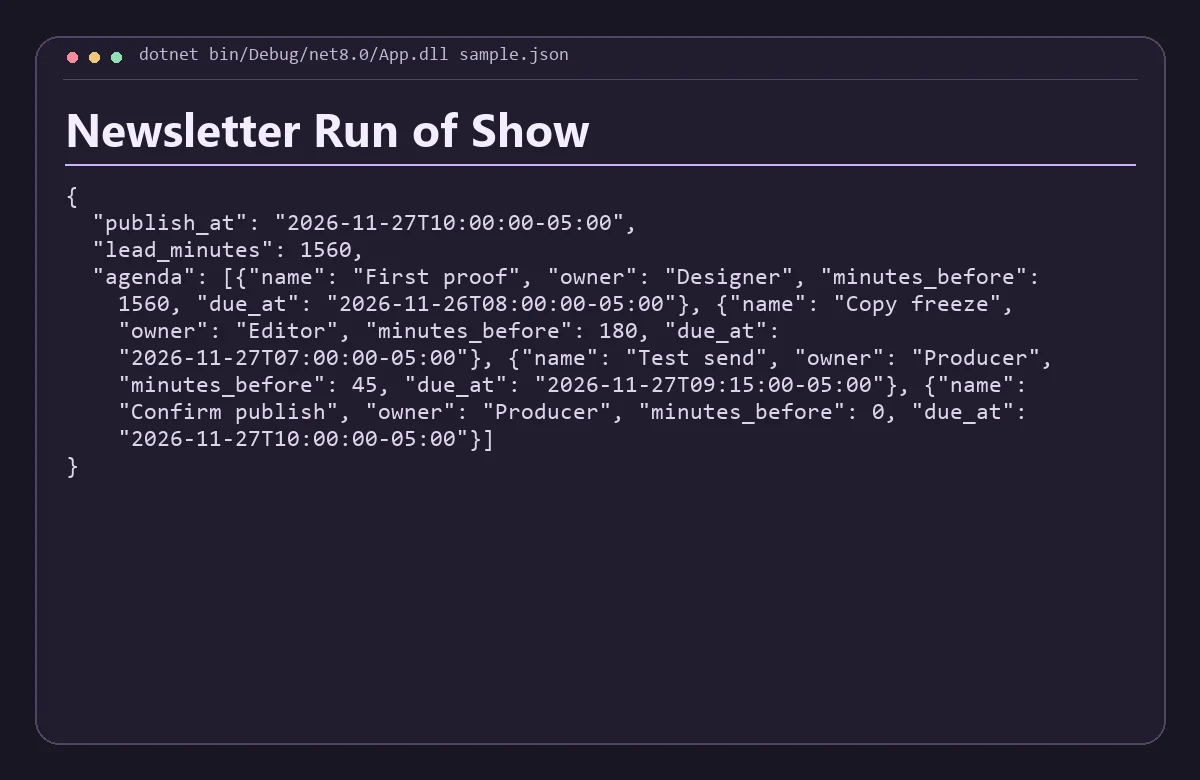 dotnet bin/Debug/net8.0/App.dll sample.json
Newsletter Run of Show
{
  "publish_at": "2026-11-27T10:00:00-05:00",
  "lead_minutes": 1560,
  "agenda": [{"name": "First proof", "owner": "Designer", "minutes_before":
    1560, "due_at": "2026-11-26T08:00:00-05:00"}, {"name": "Copy freeze",
    "owner": "Editor", "minutes_before": 180, "due_at":
    "2026-11-27T07:00:00-05:00"}, {"name": "Test send", "owner": "Producer",
    "minutes_before": 45, "due_at": "2026-11-27T09:15:00-05:00"}, {"name":
    "Confirm publish", "owner": "Producer", "minutes_before": 0, "due_at":
    "2026-11-27T10:00:00-05:00"}]
}